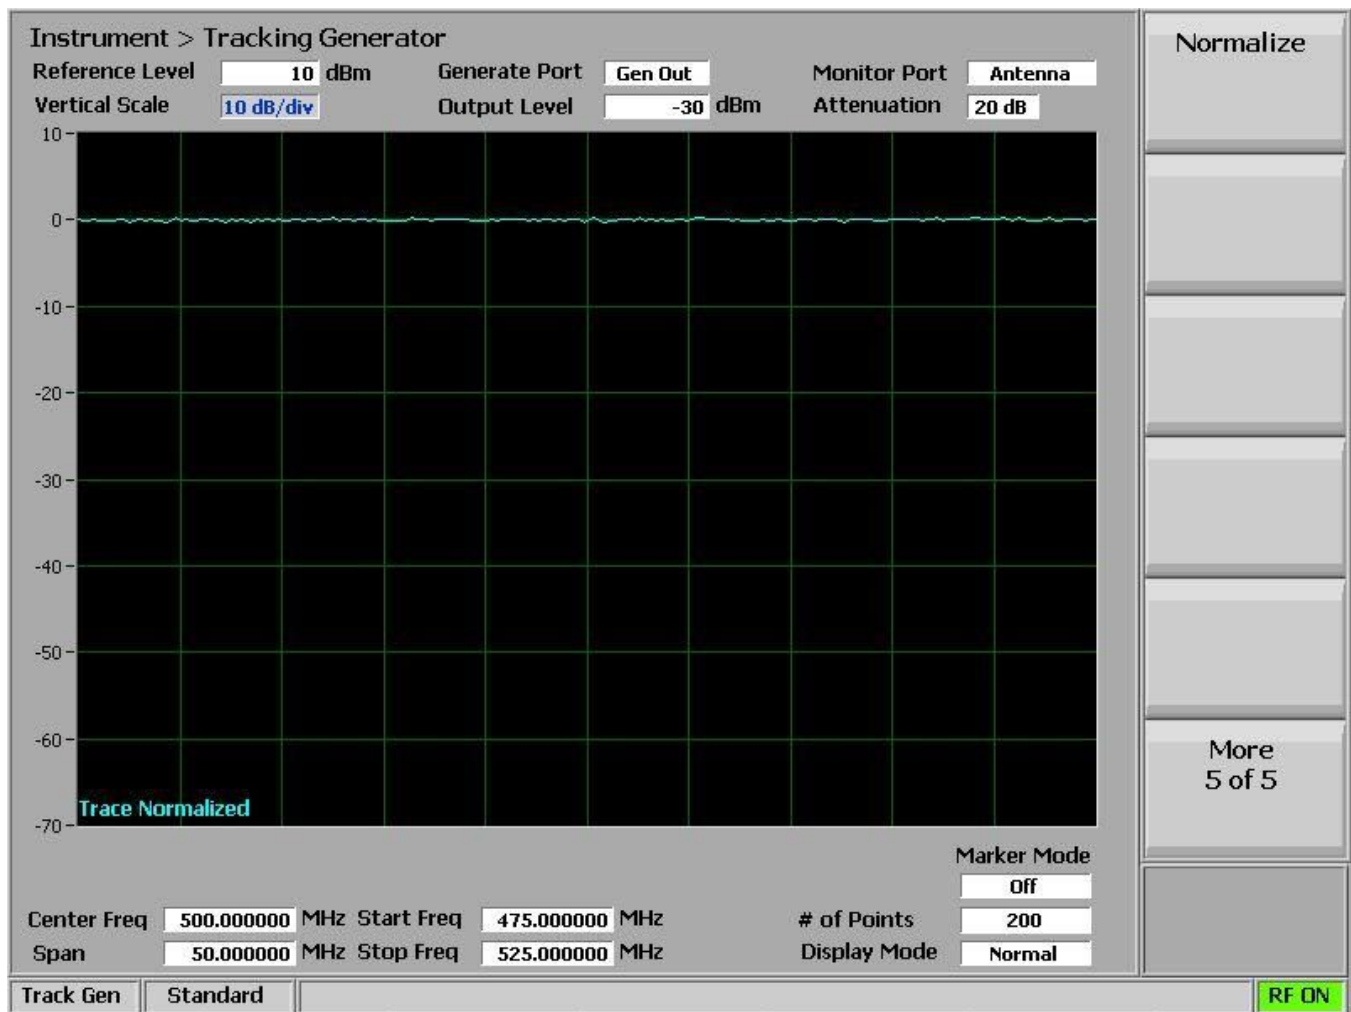 Instrument > Tracking Generator
Reference Level 10 dBm Generate Port Gen Out Monitor Port Antenna
Vertical Scale 10 dB/div Output Level -30 dBm Attenuation 20 dB
10
0
-10
-20
-30
-40
-50
-60
-70
Trace Normalized
Marker Mode
Off
Center Freq 500.000000 MHz Start Freq 475.000000 MHz # of Points 200
Span 50.000000 MHz Stop Freq 525.000000 MHz Display Mode Normal
Normalize
More
5 of 5
Track Gen Standard RF ON